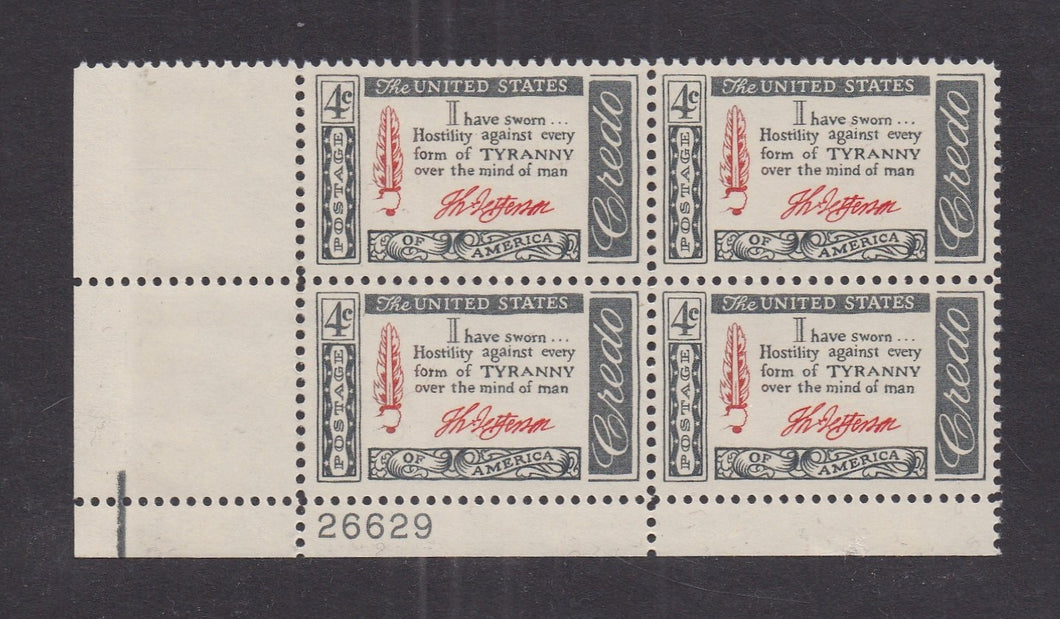 4c
The UNITED STATES
POSTAGE
I have sworn ...
Hostility against every
form of TYRANNY
over the mind of man
Th Jefferson
OF AMERICA
Credo
4c
The UNITED STATES
POSTAGE
I have sworn ...
Hostility against every
form of TYRANNY
over the mind of man
Th Jefferson
OF AMERICA
Credo
4c
The UNITED STATES
POSTAGE
I have sworn ...
Hostility against every
form of TYRANNY
over the mind of man
Th Jefferson
OF AMERICA
Credo
4c
The UNITED STATES
POSTAGE
I have sworn ...
Hostility against every
form of TYRANNY
over the mind of man
Th Jefferson
OF AMERICA
Credo
26629